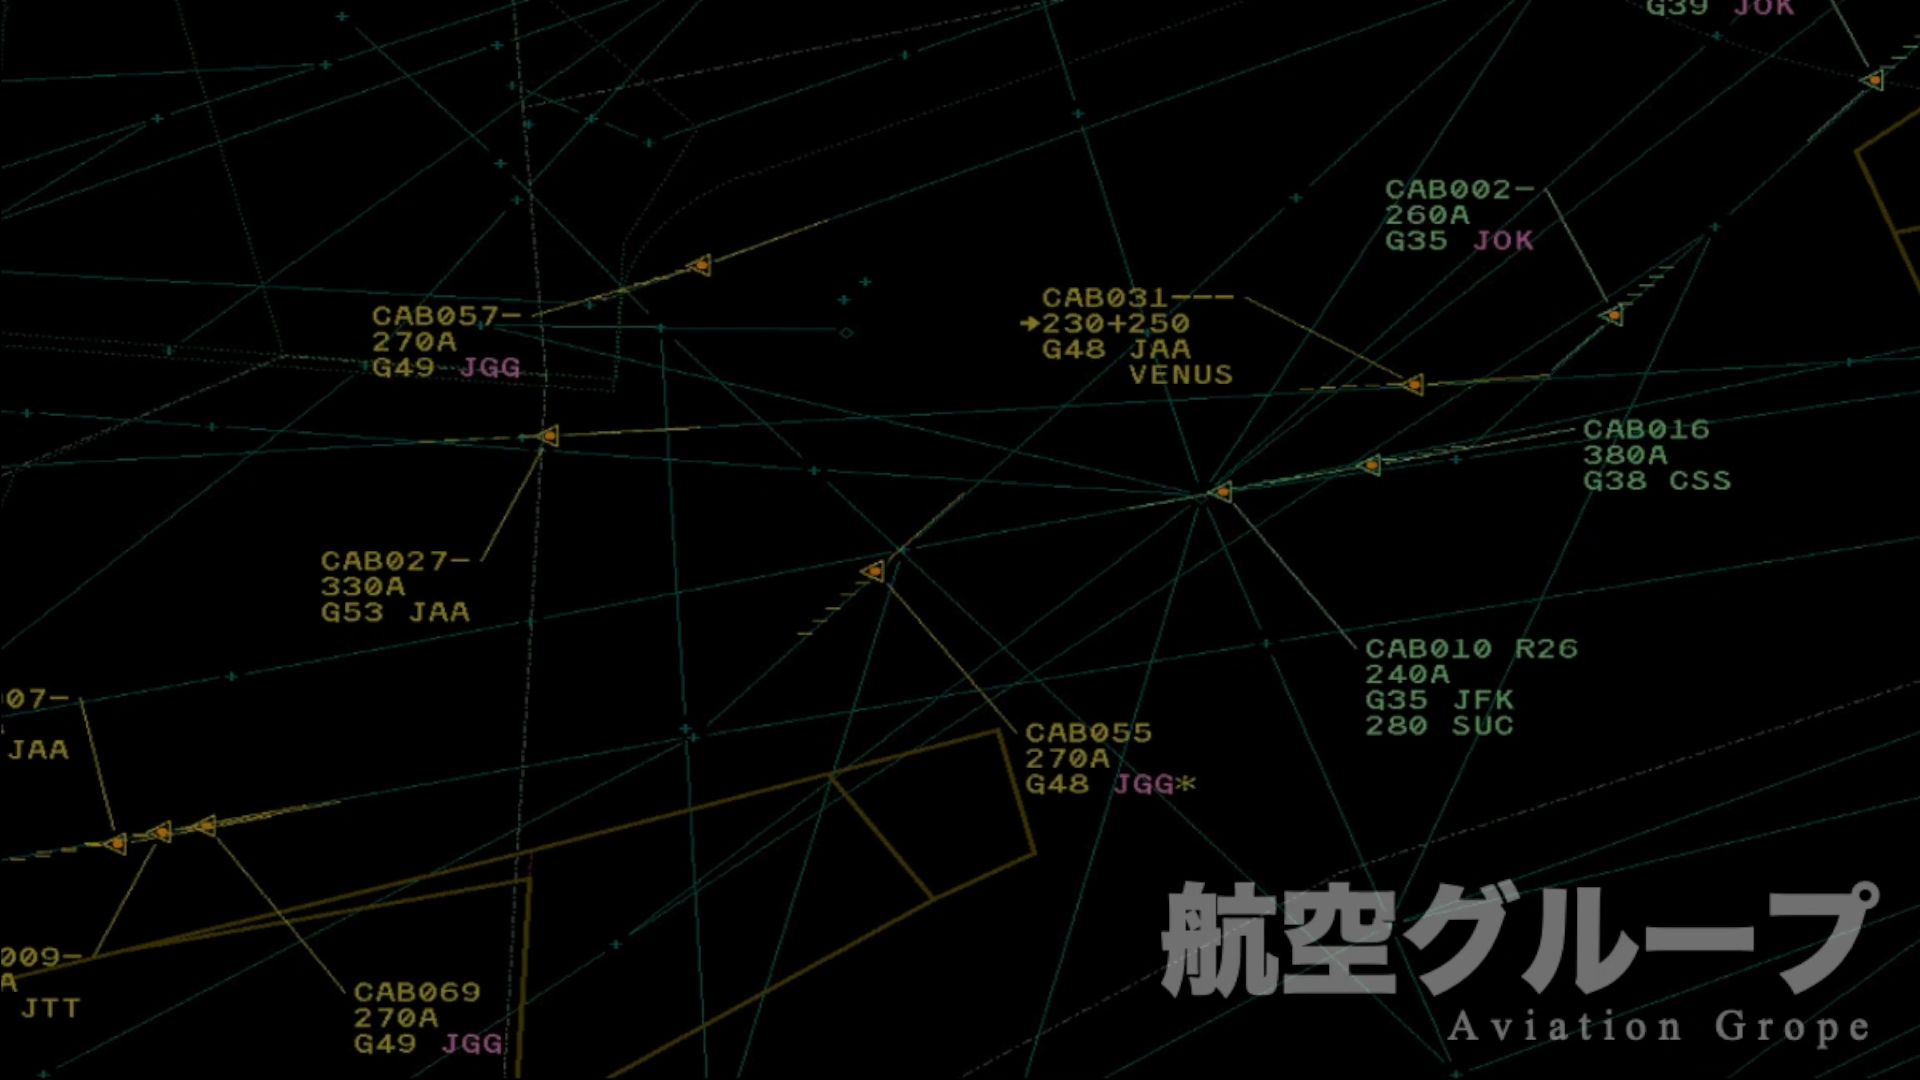 G39 JOK
CAB002-
260A
G35 JOK
CAB031---
➔230+250
G48 JAA
VENUS
CAB057-
270A
G49 JGG
CAB016
380A
G38 CSS
CAB027-
330A
G53 JAA
CAB010 R26
240A
G35 JFK
280 SUC
07-
JAA
CAB055
270A
G48 JGG*
009-
A
JTT
CAB069
270A
G49 JGG
航空グループ
Aviation Grope